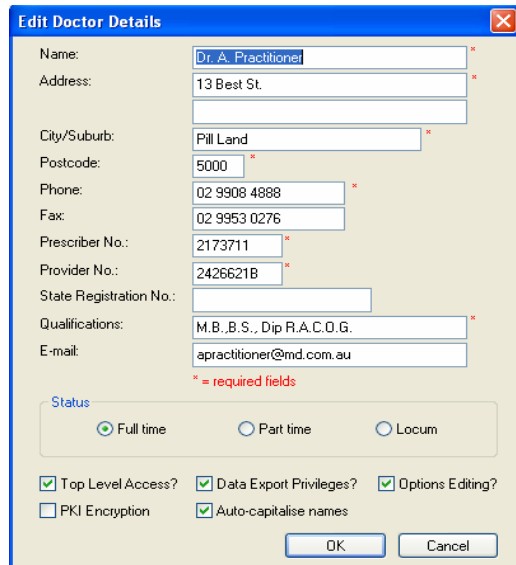 Edit Doctor Details
Name: Dr. A. Practitioner *
Address: 13 Best St. *
City/Suburb: Pill Land *
Postcode: 5000 *
Phone: 02 9908 4888 *
Fax: 02 9953 0276
Prescriber No.: 2173711 *
Provider No.: 2426621B *
State Registration No.:
Qualifications: M.B.,B.S., Dip R.A.C.O.G. *
E-mail: apractitioner@md.com.au
* = required fields
Status
Full time Part time Locum
Top Level Access? Data Export Privileges? Options Editing?
PKI Encryption Auto-capitalise names
OK Cancel